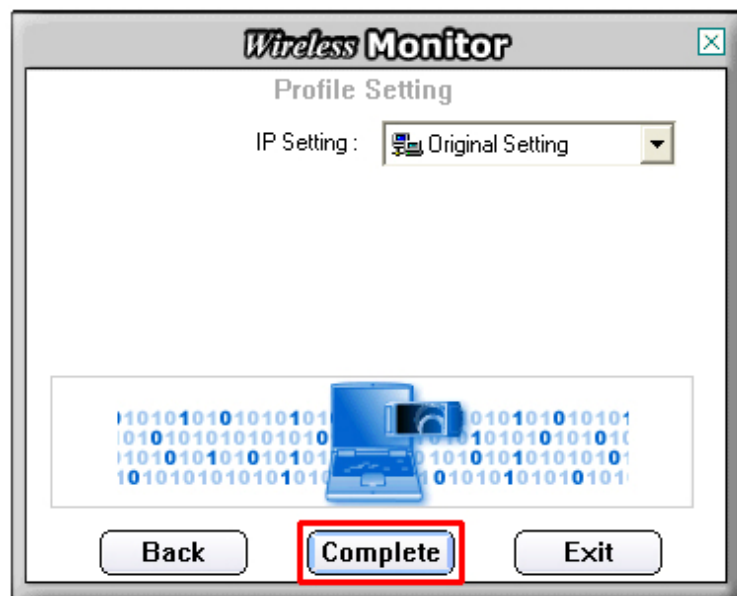 Wireless Monitor
Profile Setting
IP Setting : Original Setting
Back Complete Exit